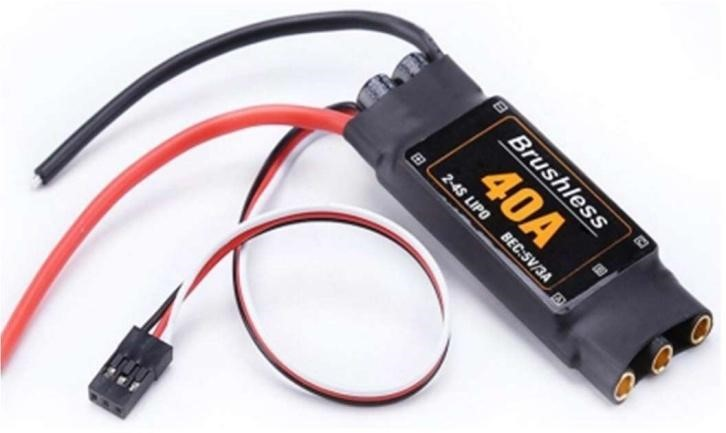 Brushless
40A
2-4S LIPO
BEC:5V/3A
A
B
C